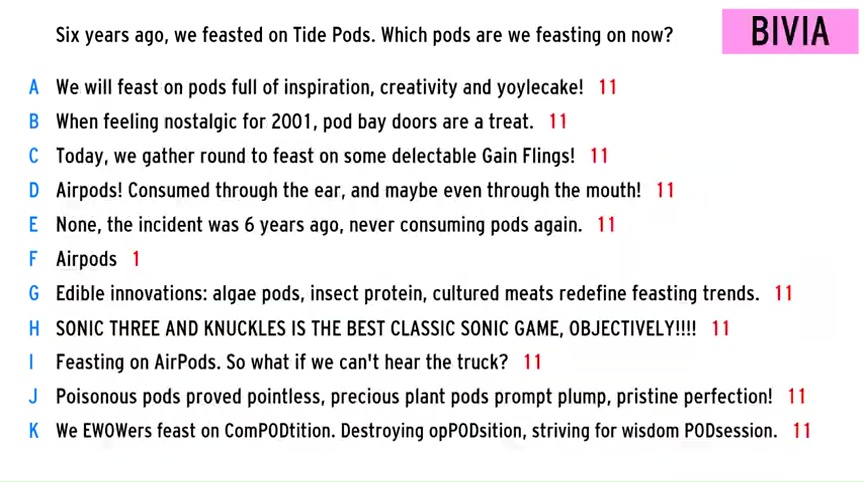 Six years ago, we feasted on Tide Pods. Which pods are we feasting on now?
BIVIA
A We will feast on pods full of inspiration, creativity and yoylecake! 11
B When feeling nostalgic for 2001, pod bay doors are a treat. 11
C Today, we gather round to feast on some delectable Gain Flings! 11
D Airpods! Consumed through the ear, and maybe even through the mouth! 11
E None, the incident was 6 years ago, never consuming pods again. 11
F Airpods 1
G Edible innovations: algae pods, insect protein, cultured meats redefine feasting trends. 11
H SONIC THREE AND KNUCKLES IS THE BEST CLASSIC SONIC GAME, OBJECTIVELY!!!! 11
I Feasting on AirPods. So what if we can't hear the truck? 11
J Poisonous pods proved pointless, precious plant pods prompt plump, pristine perfection! 11
K We EWOWers feast on ComPODtition. Destroying opPODsition, striving for wisdom PODsession. 11